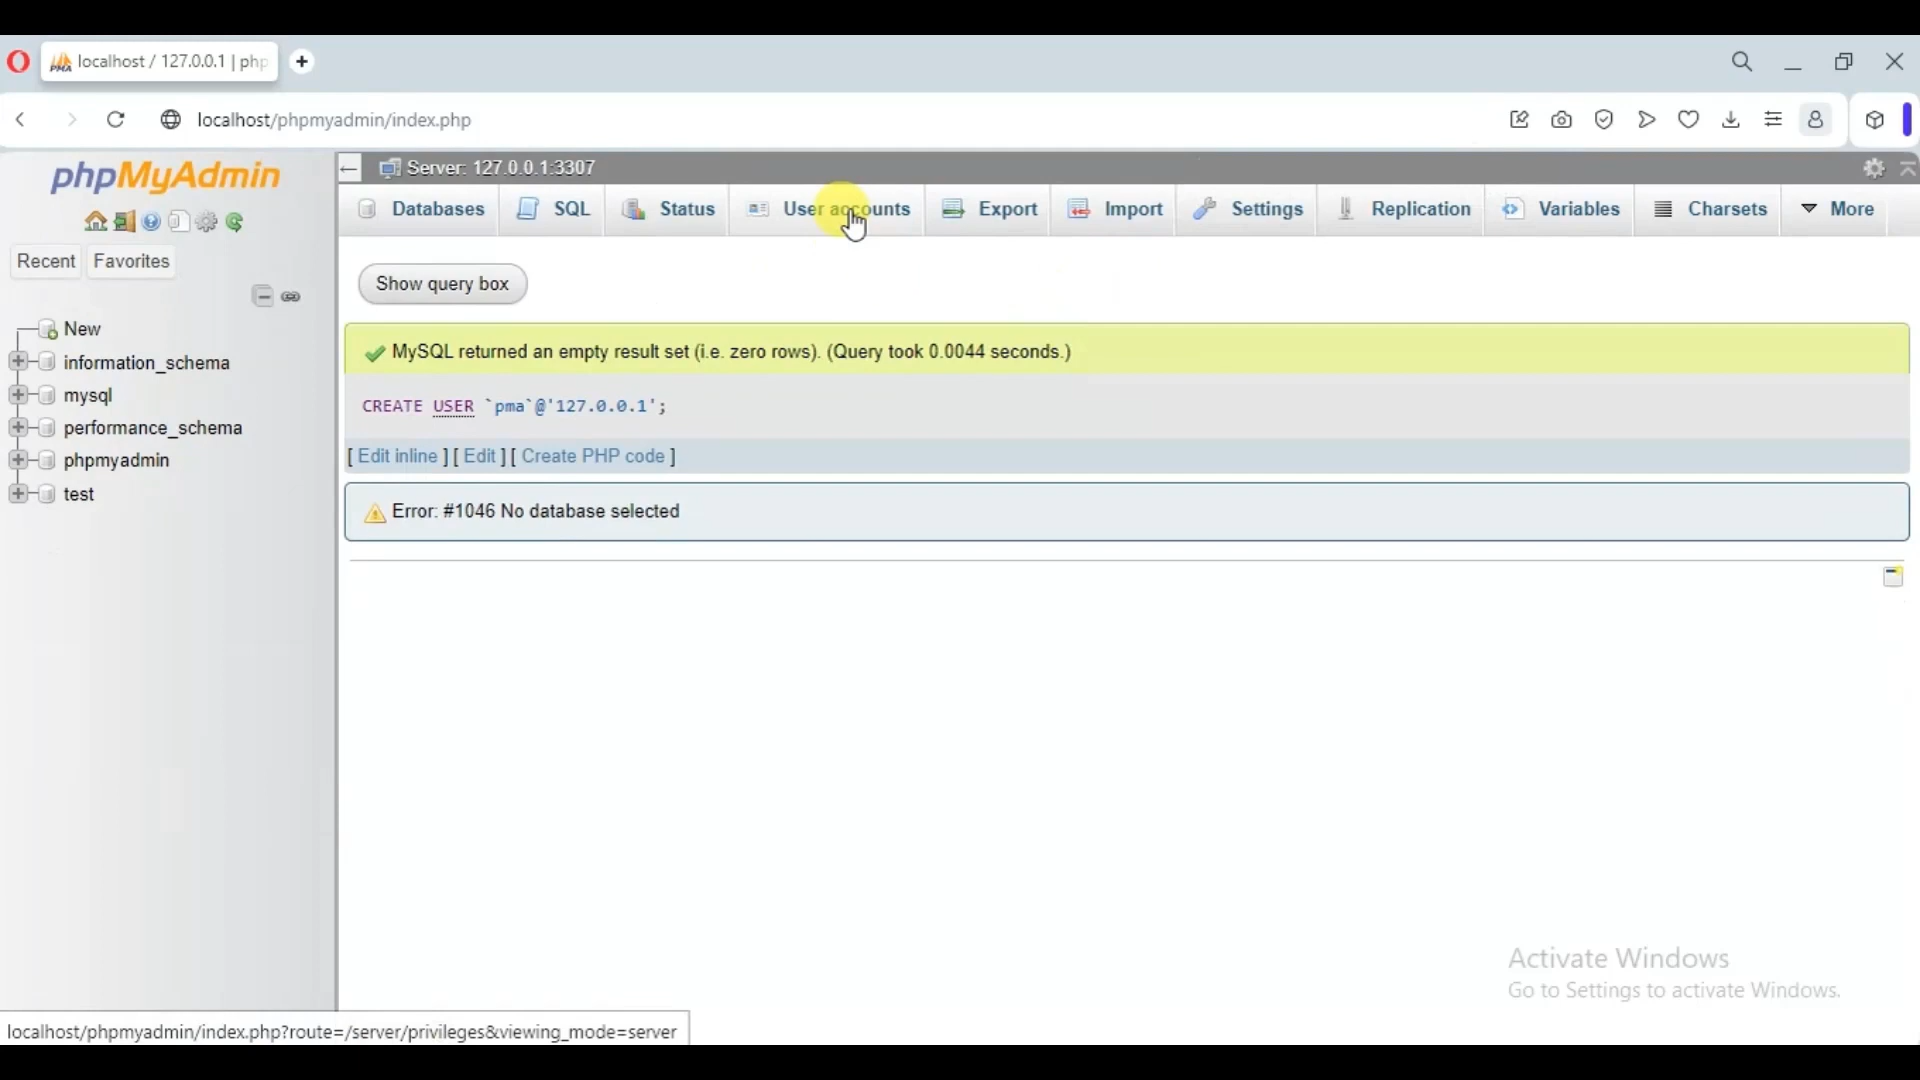 localhost / 127.0.0.1 | php
localhost/phpmyadmin/index.php
phpMyAdmin
Recent Favorites
New
information_schema
mysql
performance_schema
phpmyadmin
test
Server: 127.0.0.1:3307
Databases SQL Status User accounts Export Import Settings Replication Variables Charsets More
Show query box
MySQL returned an empty result set (i.e. zero rows). (Query took 0.0044 seconds.)
CREATE USER `pma`@'127.0.0.1';
[ Edit inline ] [ Edit ] [ Create PHP code ]
Error: #1046 No database selected
Activate Windows
Go to Settings to activate Windows.
localhost/phpmyadmin/index.php?route=/server/privileges&viewing_mode=server